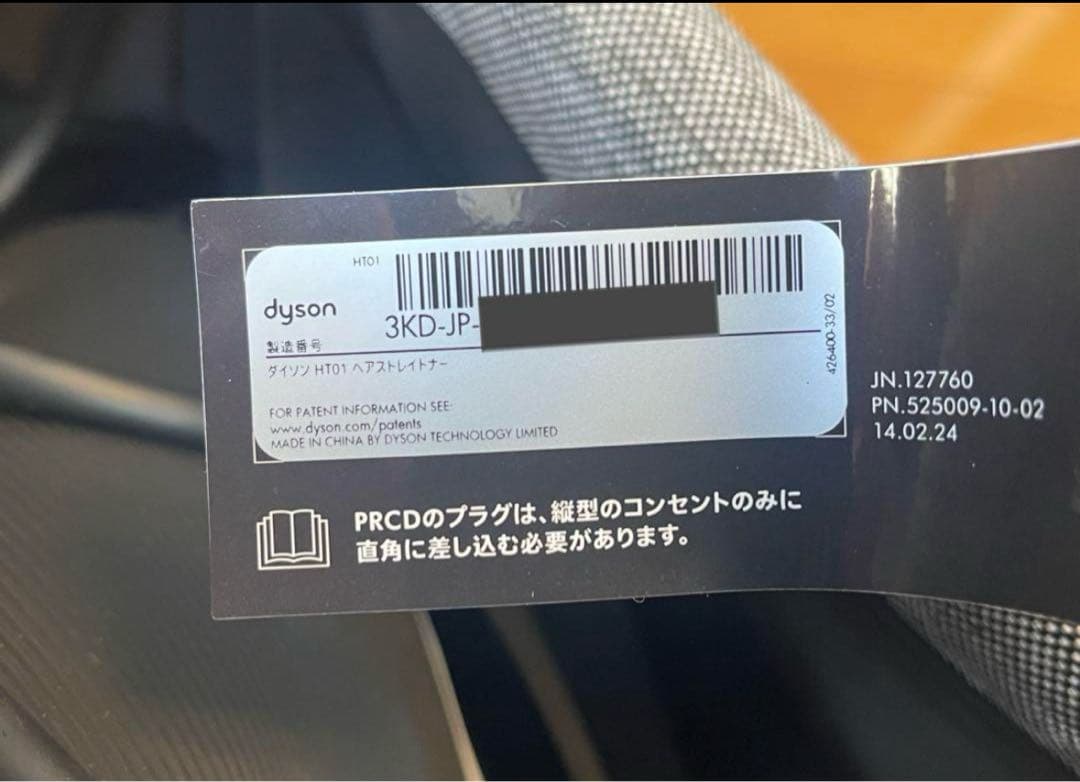 HT01
dyson
3KD-JP-
製造番号
ダイソン HT01 ヘアストレイトナー
FOR PATENT INFORMATION SEE:
www.dyson.com/patents
MADE IN CHINA BY DYSON TECHNOLOGY LIMITED
426400-33/02
JN.127760
PN.525009-10-02
14.02.24
PRCDのプラグは、縦型のコンセントのみに
直角に差し込む必要があります。